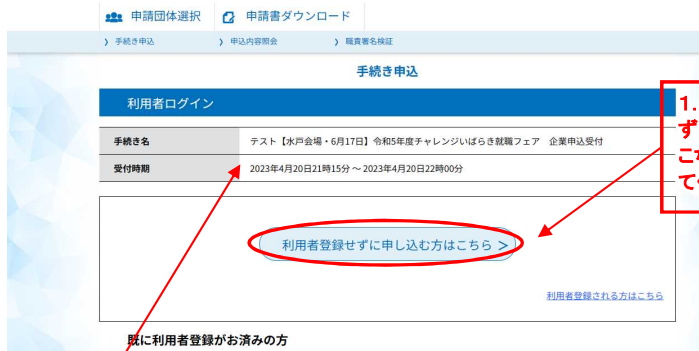 申請団体選択 申請書ダウンロード
手続き申込 申込内容照会 職責署名検証
手続き申込
利用者ログイン
手続き名 テスト【水戸会場・6月17日】令和5年度チャレンジいばらき就職フェア 企業申込受付
受付時期 2023年4月20日21時15分 ~ 2023年4月20日22時00分
1.
ず
こ
て
利用者登録せずに申し込む方はこちら >
利用者登録される方はこちら
既に利用者登録がお済みの方